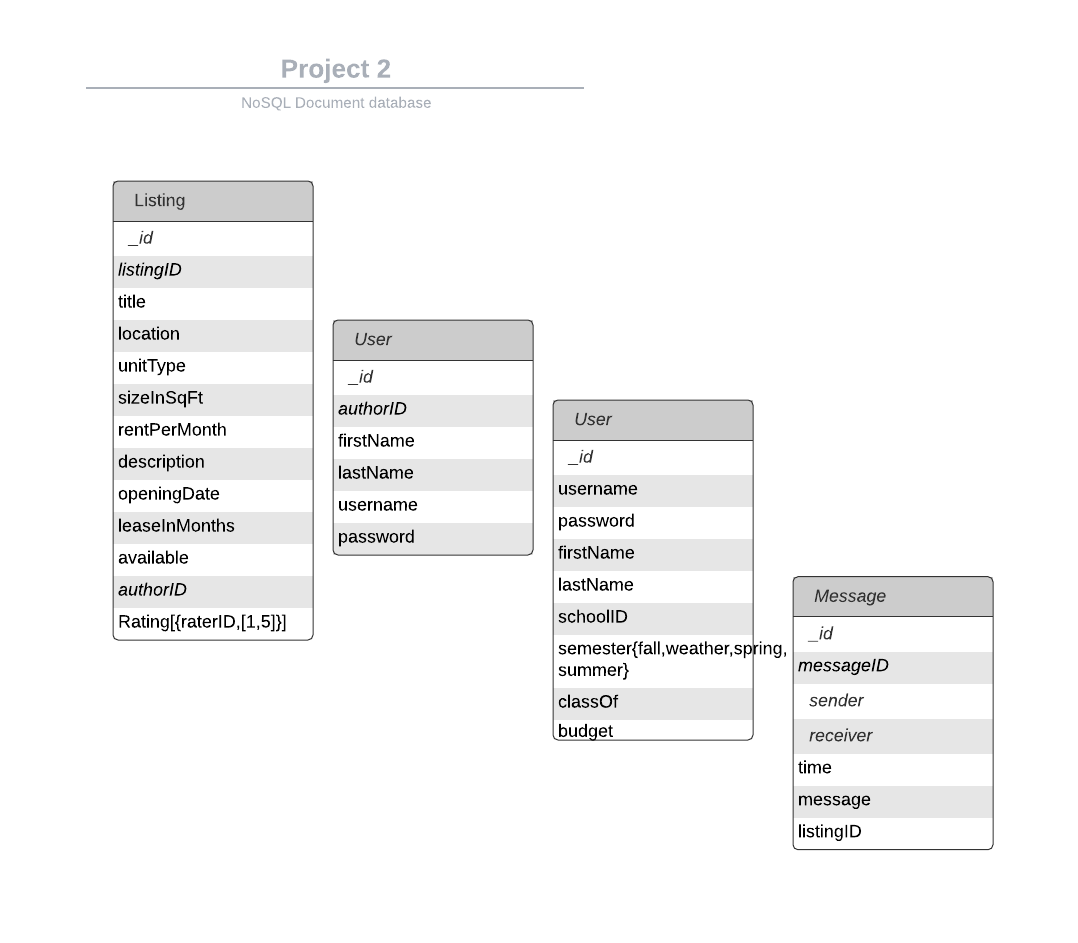 Project 2
NoSQL Document database
Listing
_id
listingID
title
location
unitType
sizeInSqFt
rentPerMonth
description
openingDate
leaseInMonths
available
authorID
Rating[{raterID,[1,5]}]
User
_id
authorID
firstName
lastName
username
password
User
_id
username
password
firstName
lastName
schoolID
semester{fall,weather,spring,
summer}
classOf
budget
Message
_id
messageID
sender
receiver
time
message
listingID